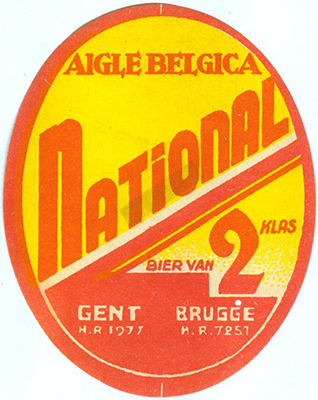 AIGLE BELGICA
NATIONAL
BIER VAN 2 KLAS
GENT BRUGGE
H.R 1977 H.R.7251